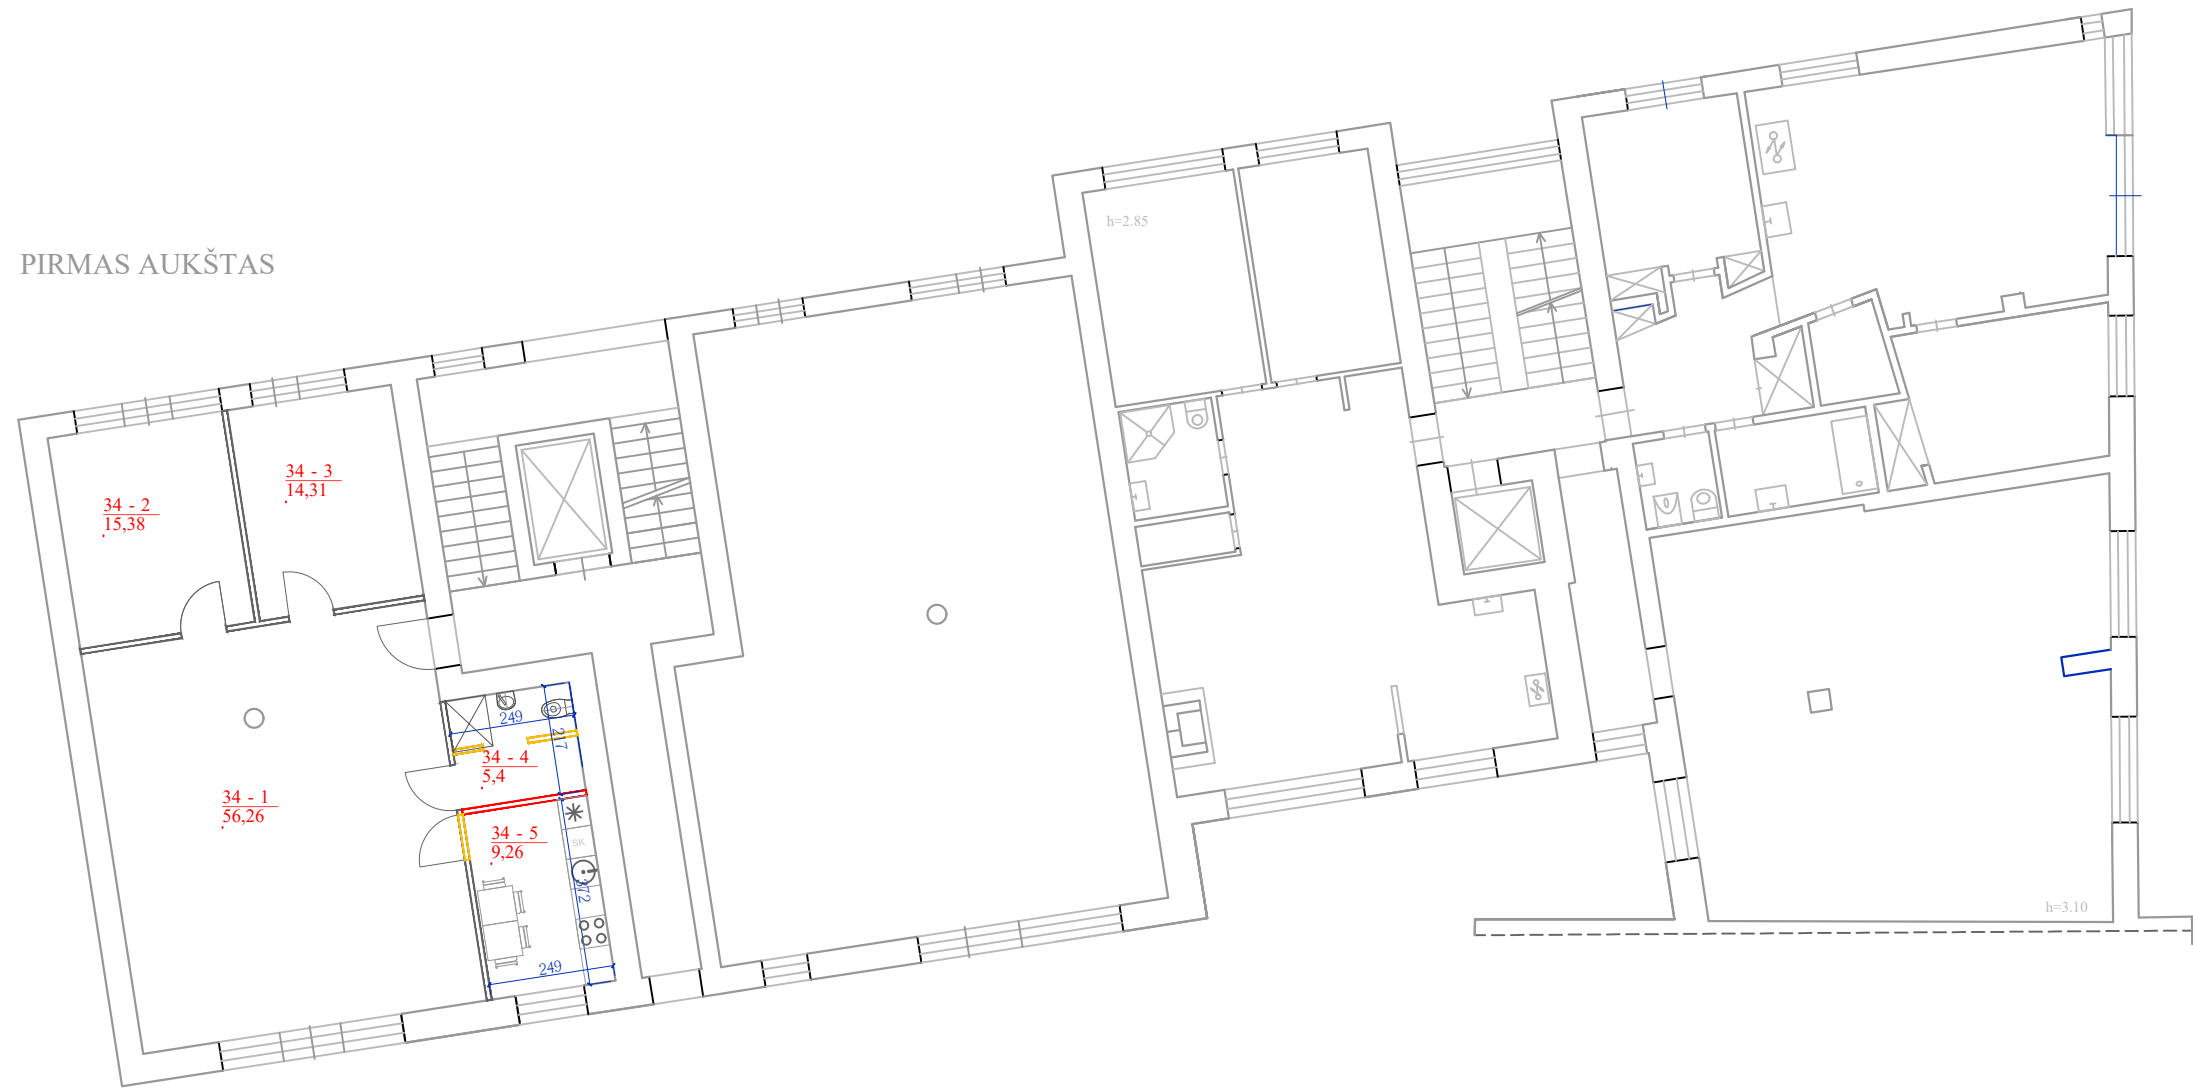 h=2.85
PIRMAS AUKŠTAS
34 - 3
14,31
34 - 2
15,38
249
217
34 - 4
5,4
34 - 1
56,26
34 - 5
9,26
SK
372
h=3.10
249